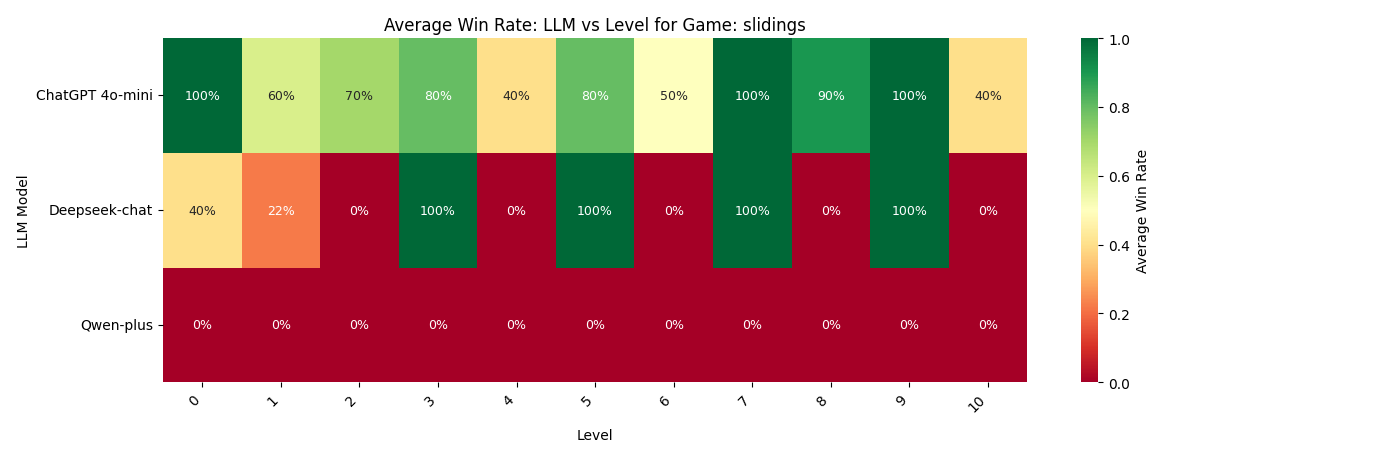 Average Win Rate: LLM vs Level for Game: slidings
LLM Model
ChatGPT 4o-mini
100% 60% 70% 80% 40% 80% 50% 100% 90% 100% 40%
Deepseek-chat
40% 22% 0% 100% 0% 100% 0% 100% 0% 100% 0%
Qwen-plus
0% 0% 0% 0% 0% 0% 0% 0% 0% 0% 0%
0 1 2 3 4 5 6 7 8 9 10
Level
1.0
0.8
0.6
0.4
0.2
0.0
Average Win Rate